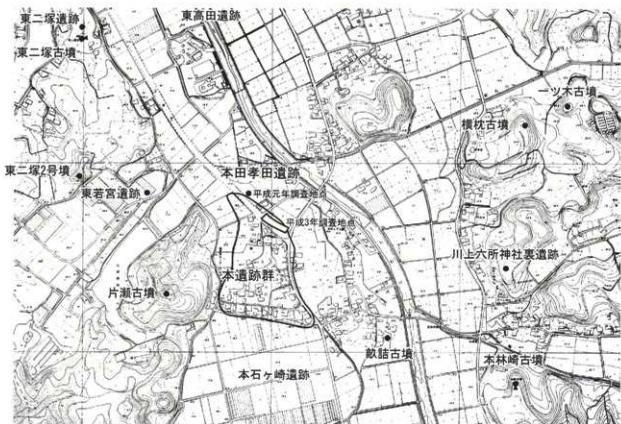 東二塚遺跡
東二塚古墳
東高田遺跡
一ツ木古墳
横枕古墳
本田孝田遺跡
東二塚2号墳
東若宮遺跡
平成元年調査地点
平成3年調査地点
本遺跡群
川上六所神社裏遺跡
片瀬古墳
畝詰古墳
本林崎古墳
本石ヶ崎遺跡